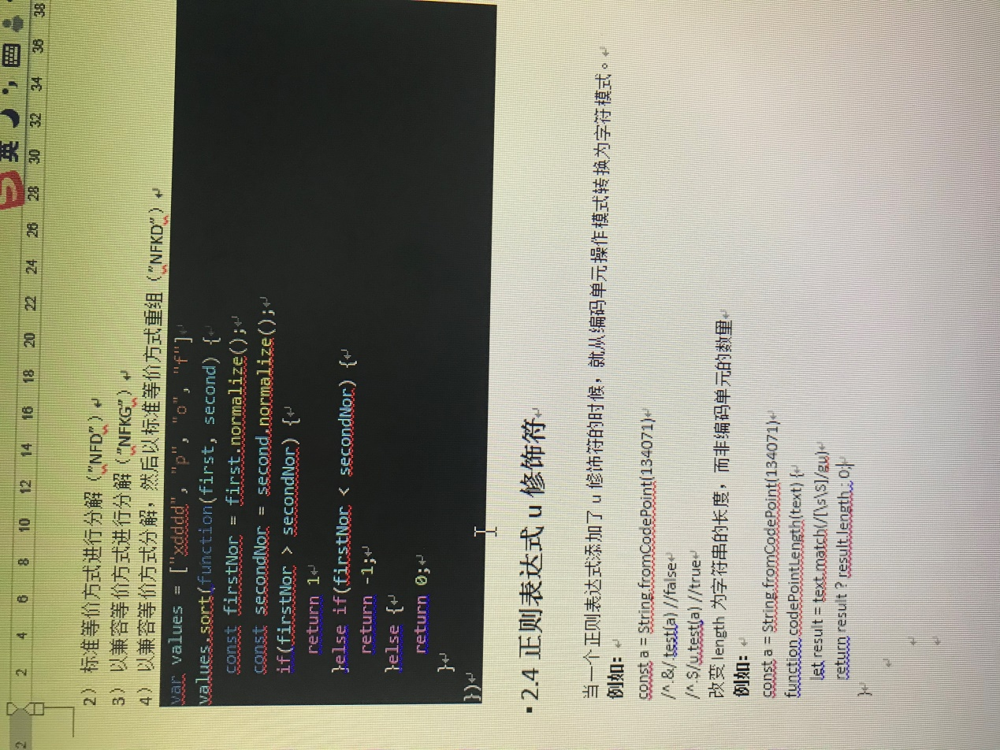 英
2 2 4 6 8 10 12 14 16 18 20 22 24 26 28 30 32 34 36 38
2） 标准等价方式进行分解（”NFD”）
3） 以兼容等价方式进行分解（”NFKG”）
4） 以兼容等价方式分解，然后以标准等价方式重组（”NFKD”）
var values = ["xdddd", "p", "o", "f"]
values.sort(function(first, second) {
const firstNor = first.normalize();
const secondNor = second.normalize();
if(firstNor > secondNor) {
return 1
}else if(firstNor < secondNor) {
return -1;
}else {
return 0;
}
})
▪ 2.4 正则表达式 u 修饰符
当一个正则表达式添加了 u 修饰符的时候，就从编码单元操作模式转换为字符模式。
例如：
const a = String.fromCodePoint(134071)
/^.&/.test(a) //false
/^.$/u.test(a) //true
改变 length 为字符串的长度，而非编码单元的数量
例如：
const a = String.fromCodePoint(134071)
function codePointLength(text) {
let result = text.match(/[\s\S]/gu)
return result ? result.length : 0;
}